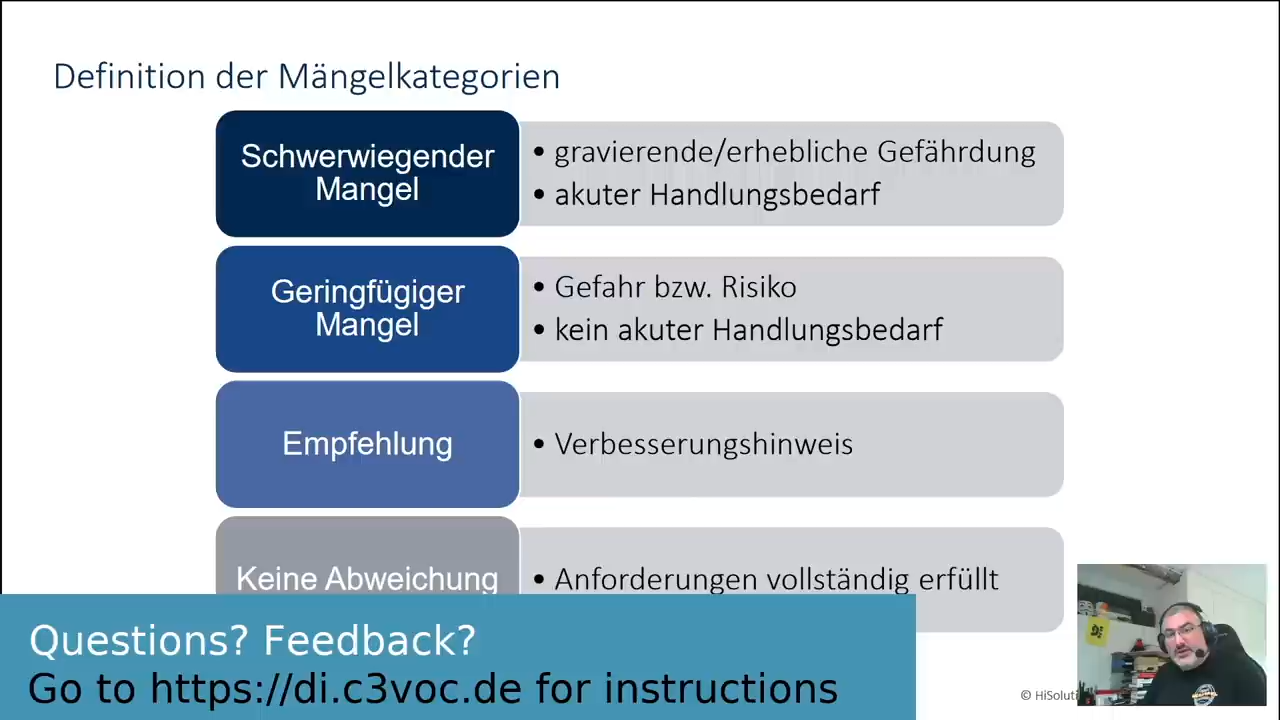 Definition der Mängelkategorien
Schwerwiegender
Mangel
• gravierende/erhebliche Gefährdung
• akuter Handlungsbedarf
Geringfügiger
Mangel
• Gefahr bzw. Risiko
• kein akuter Handlungsbedarf
Empfehlung
• Verbesserungshinweis
Keine Abweichung
• Anforderungen vollständig erfüllt
Questions? Feedback?
Go to https://di.c3voc.de for instructions
©